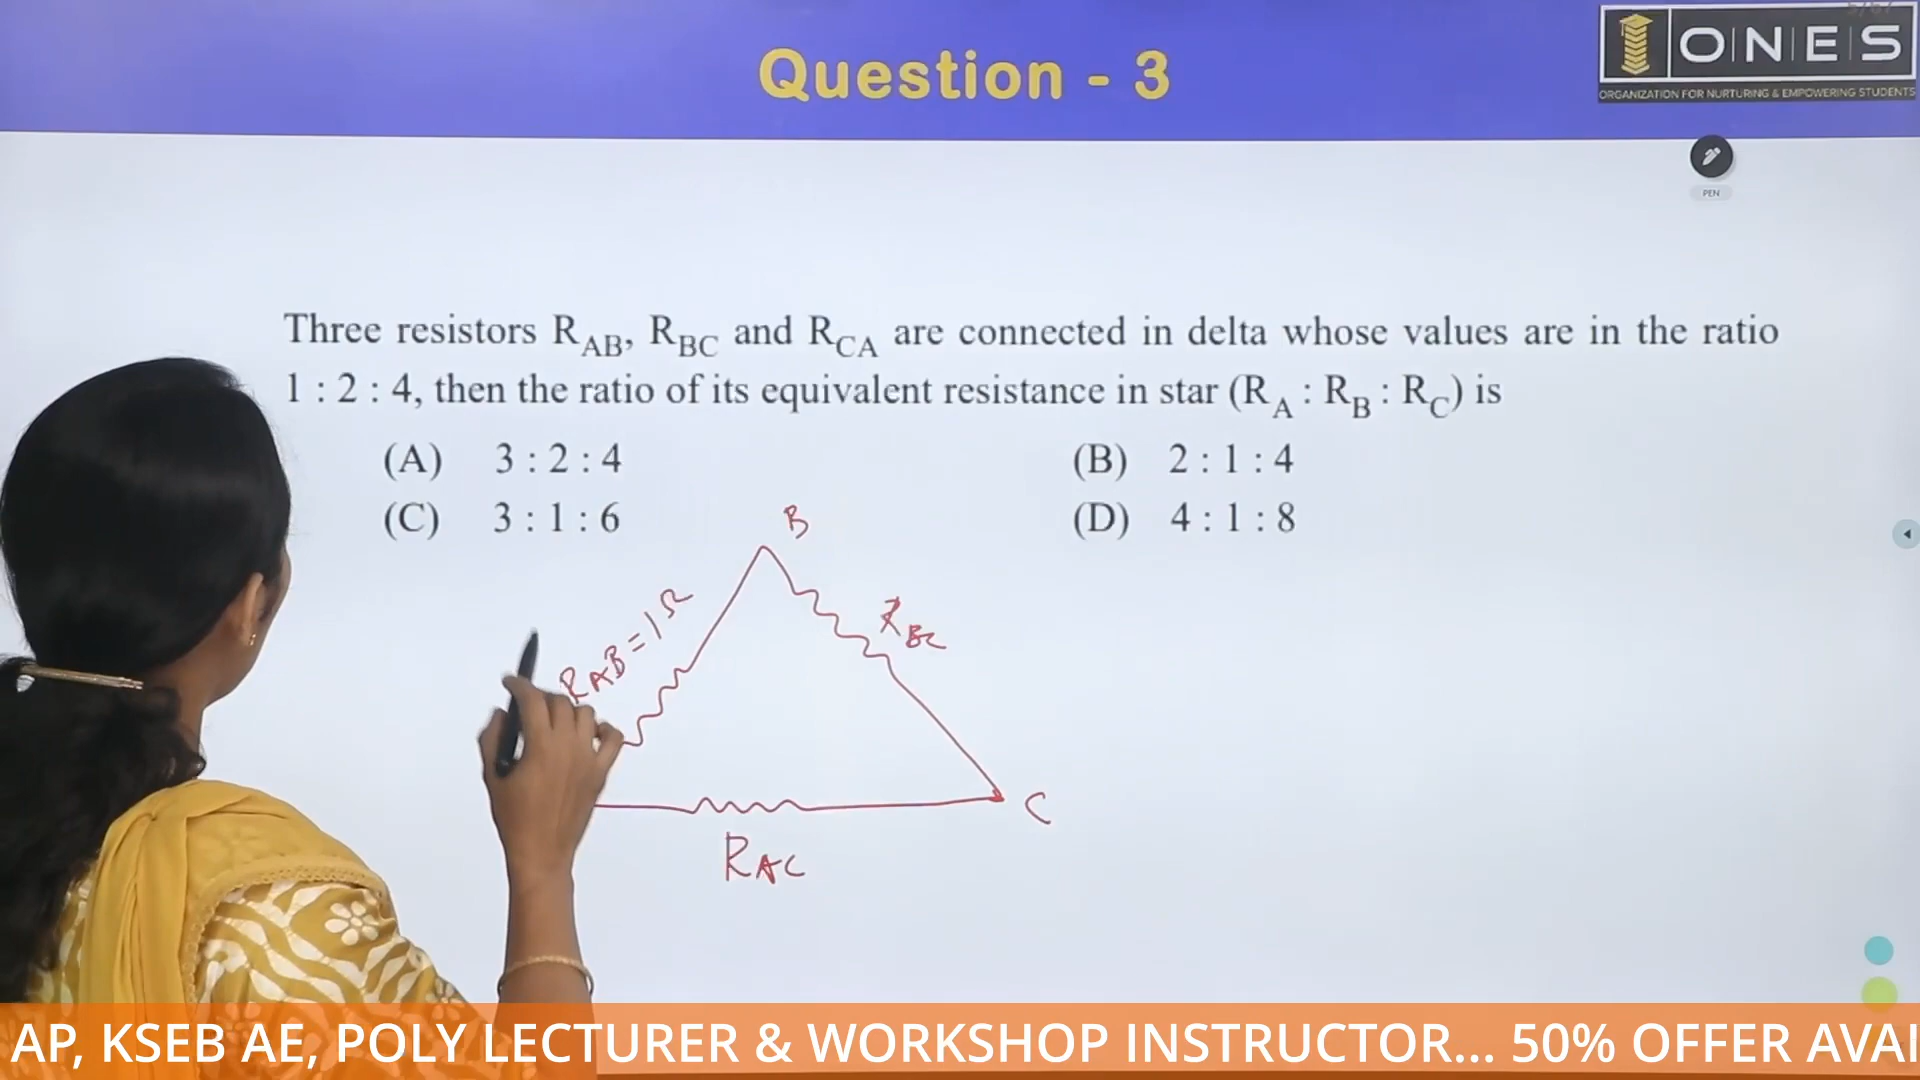 Question - 3
ONES
ORGANIZATION FOR NURTURING & EMPOWERING STUDENTS
PEN
Three resistors R_AB, R_BC and R_CA are connected in delta whose values are in the ratio
1 : 2 : 4, then the ratio of its equivalent resistance in star (R_A : R_B : R_C) is
(A) 3 : 2 : 4 (B) 2 : 1 : 4
(C) 3 : 1 : 6 (D) 4 : 1 : 8
B
R_AB = 1Ω
R_BC
C
R_AC
AP, KSEB AE, POLY LECTURER & WORKSHOP INSTRUCTOR... 50% OFFER AVAI